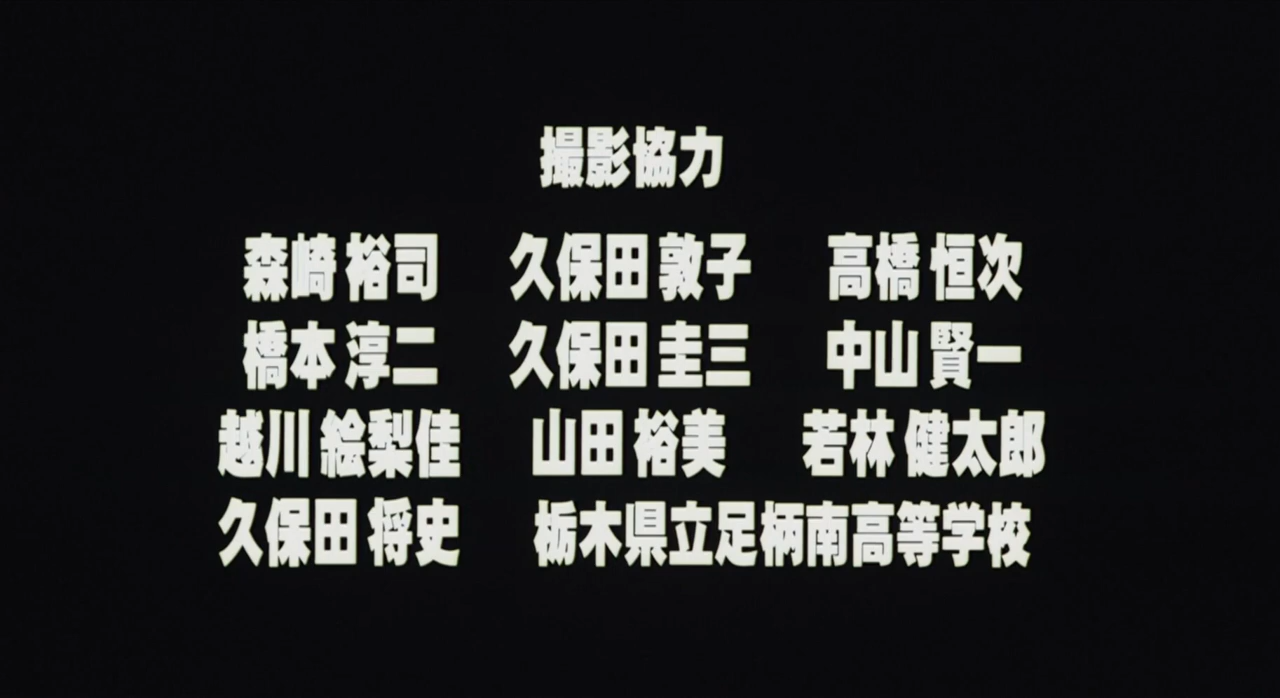 撮影協力
森崎 裕司 久保田 敦子 高橋 恒次
橋本 淳二 久保田 圭三 中山 賢一
越川 絵梨佳 山田 裕美 若林 健太郎
久保田 将史 栃木県立足柄南高等学校